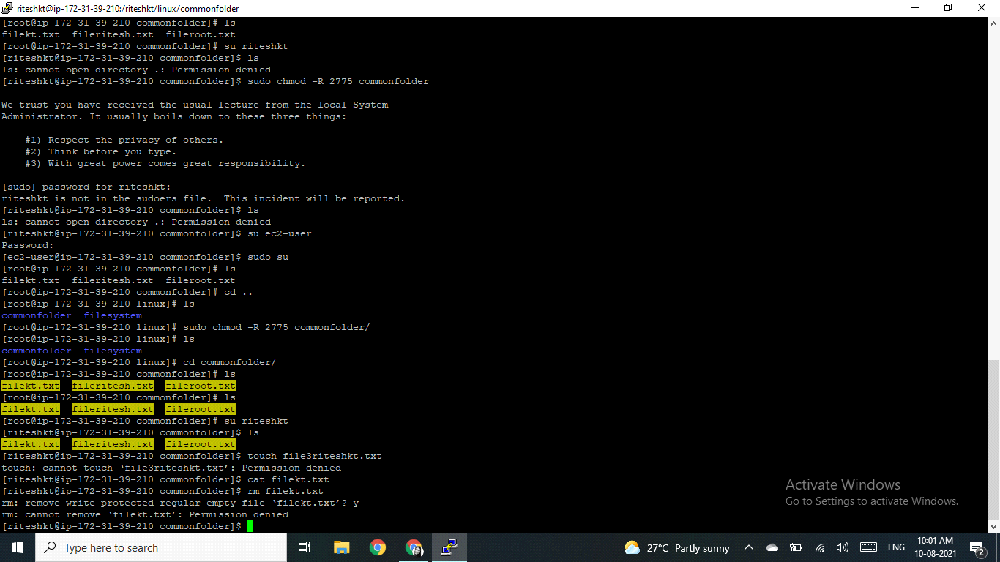 riteshkt@ip-172-31-39-210:/riteshkt/linux/commonfolder
[root@ip-172-31-39-210 commonfolder]# ls
filekt.txt  fileritesh.txt  fileroot.txt
[root@ip-172-31-39-210 commonfolder]# su riteshkt
[riteshkt@ip-172-31-39-210 commonfolder]$ ls
ls: cannot open directory .: Permission denied
[riteshkt@ip-172-31-39-210 commonfolder]$ sudo chmod -R 2775 commonfolder
We trust you have received the usual lecture from the local System
Administrator. It usually boils down to these three things:
#1) Respect the privacy of others.
#2) Think before you type.
#3) With great power comes great responsibility.
[sudo] password for riteshkt:
riteshkt is not in the sudoers file.  This incident will be reported.
[riteshkt@ip-172-31-39-210 commonfolder]$ ls
ls: cannot open directory .: Permission denied
[riteshkt@ip-172-31-39-210 commonfolder]$ su ec2-user
Password:
[ec2-user@ip-172-31-39-210 commonfolder]$ sudo su
[root@ip-172-31-39-210 commonfolder]# ls
filekt.txt  fileritesh.txt  fileroot.txt
[root@ip-172-31-39-210 commonfolder]# cd ..
[root@ip-172-31-39-210 linux]# ls
commonfolder  filesystem
[root@ip-172-31-39-210 linux]# sudo chmod -R 2775 commonfolder/
[root@ip-172-31-39-210 linux]# ls
commonfolder  filesystem
[root@ip-172-31-39-210 linux]# cd commonfolder/
[root@ip-172-31-39-210 commonfolder]# ls
filekt.txt  fileritesh.txt  fileroot.txt
[root@ip-172-31-39-210 commonfolder]# ls
filekt.txt  fileritesh.txt  fileroot.txt
[root@ip-172-31-39-210 commonfolder]# su riteshkt
[riteshkt@ip-172-31-39-210 commonfolder]$ ls
filekt.txt  fileritesh.txt  fileroot.txt
[riteshkt@ip-172-31-39-210 commonfolder]$ touch file3riteshkt.txt
touch: cannot touch ‘file3riteshkt.txt’: Permission denied
[riteshkt@ip-172-31-39-210 commonfolder]$ cat filekt.txt
[riteshkt@ip-172-31-39-210 commonfolder]$ rm filekt.txt
rm: remove write-protected regular empty file ‘filekt.txt’? y
rm: cannot remove ‘filekt.txt’: Permission denied
[riteshkt@ip-172-31-39-210 commonfolder]$
Activate Windows
Go to Settings to activate Windows.
Type here to search
27°C  Partly sunny
ENG
10:01 AM
10-08-2021
2